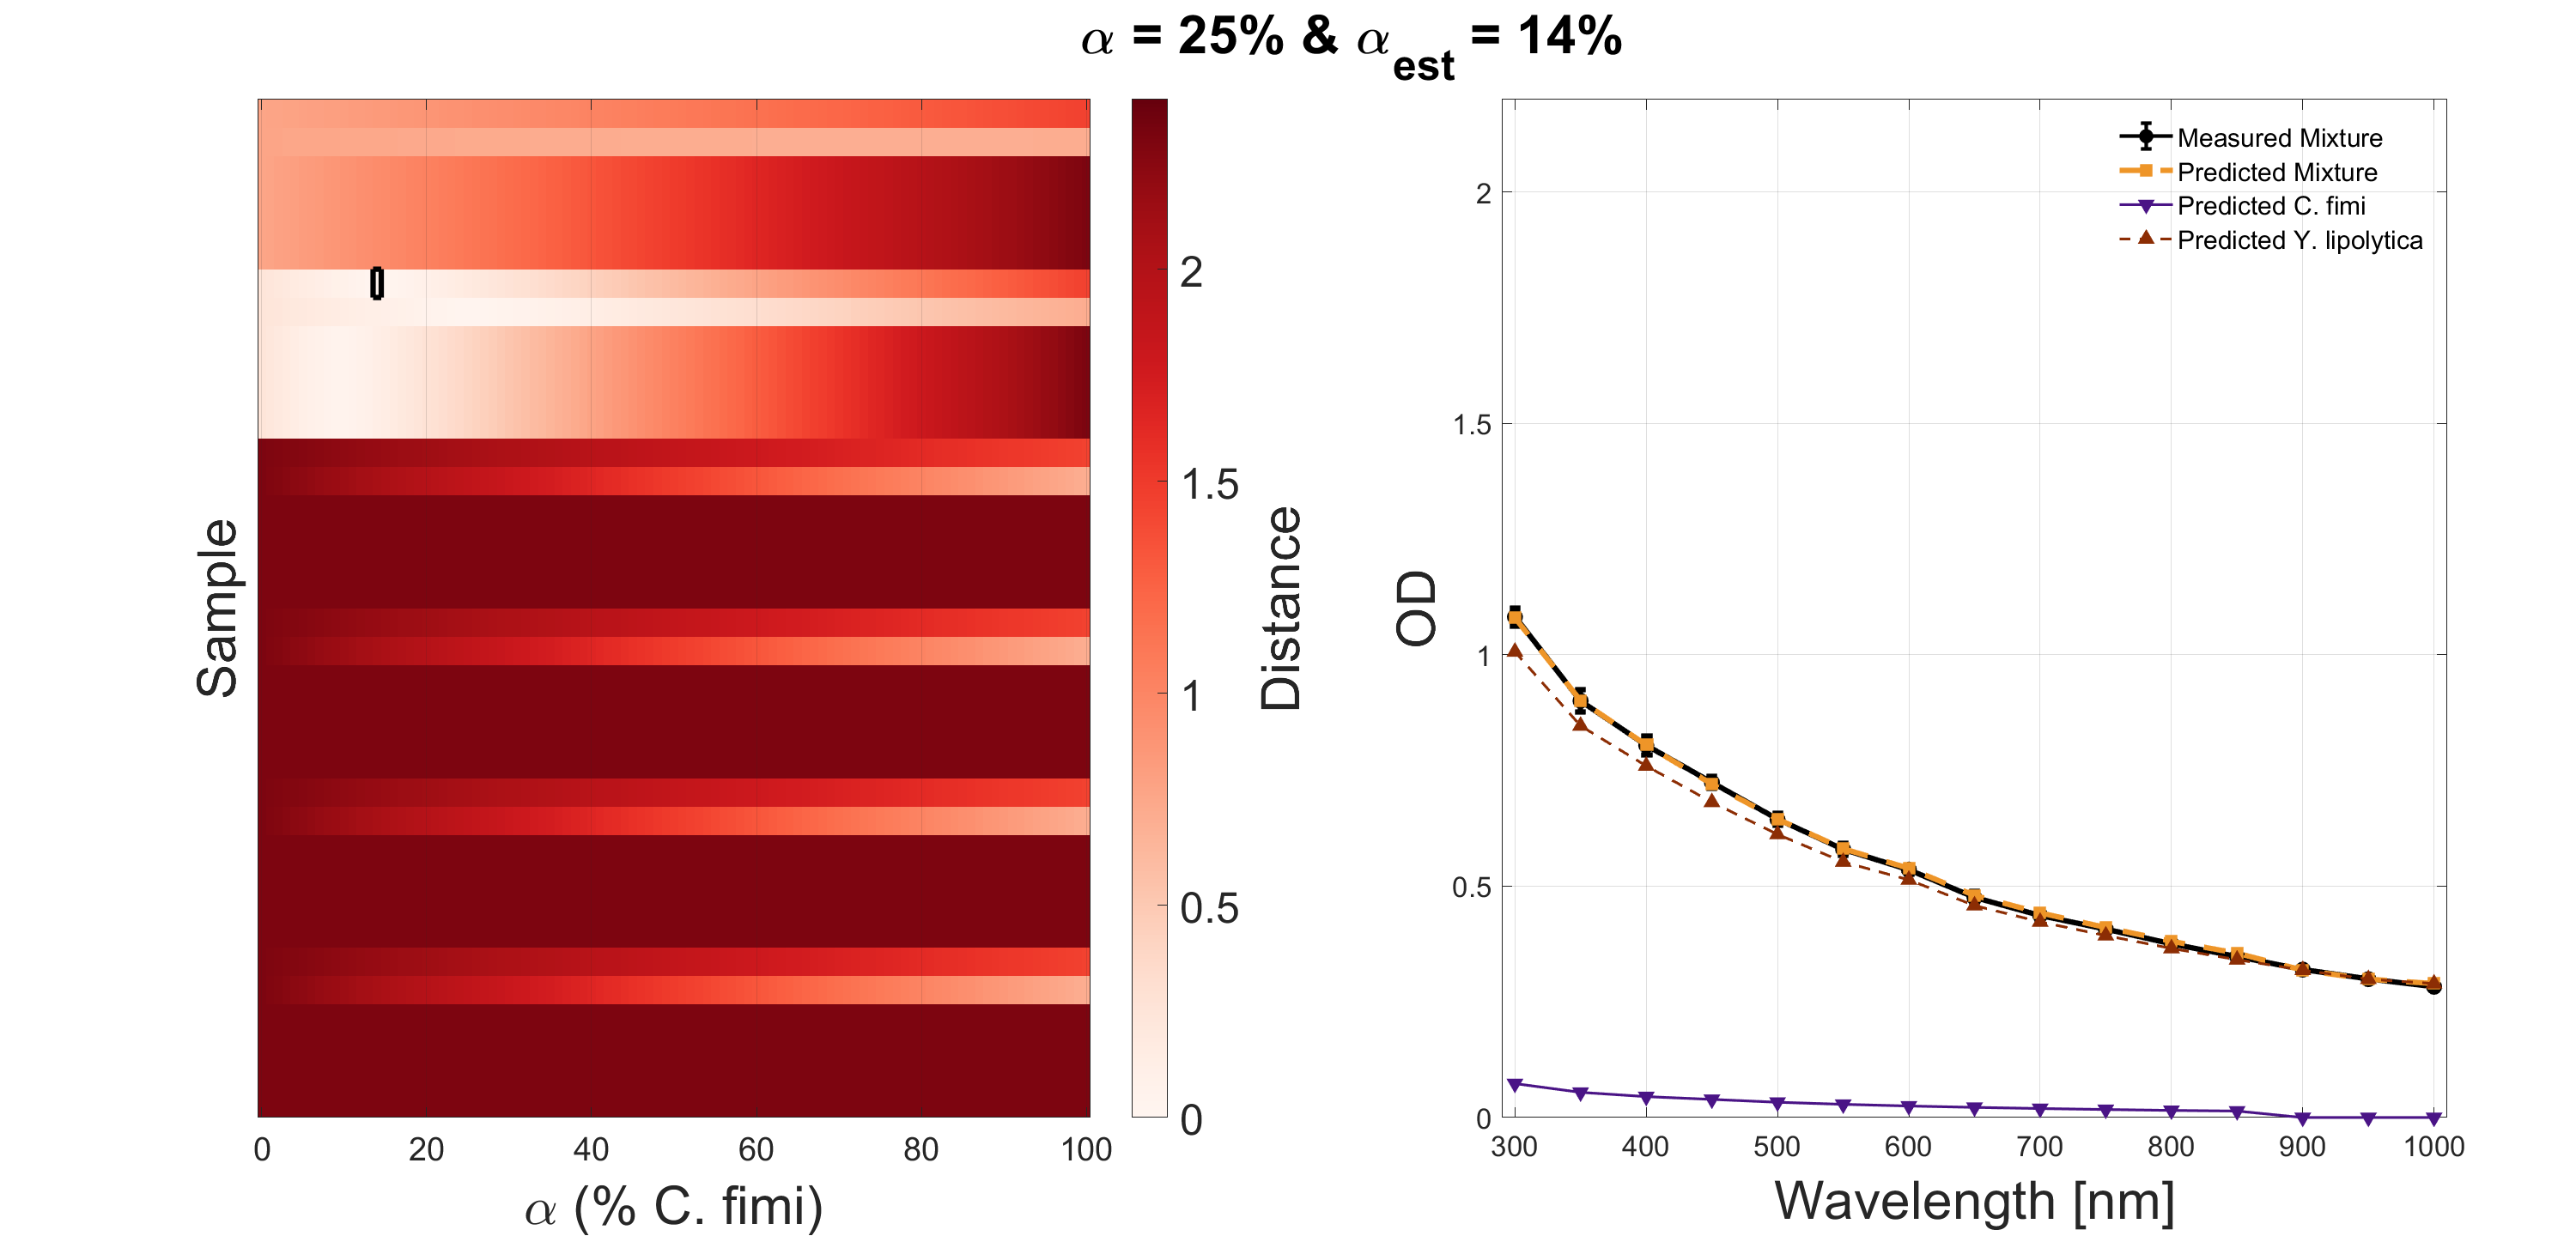 α = 25% & α_est = 14%
Sample
0 20 40 60 80 100
α (% C. fimi)
2
1.5
1
0.5
0
Distance
OD
2
1.5
1
0.5
0
Measured Mixture
Predicted Mixture
Predicted C. fimi
Predicted Y. lipolytica
300 400 500 600 700 800 900 1000
Wavelength [nm]